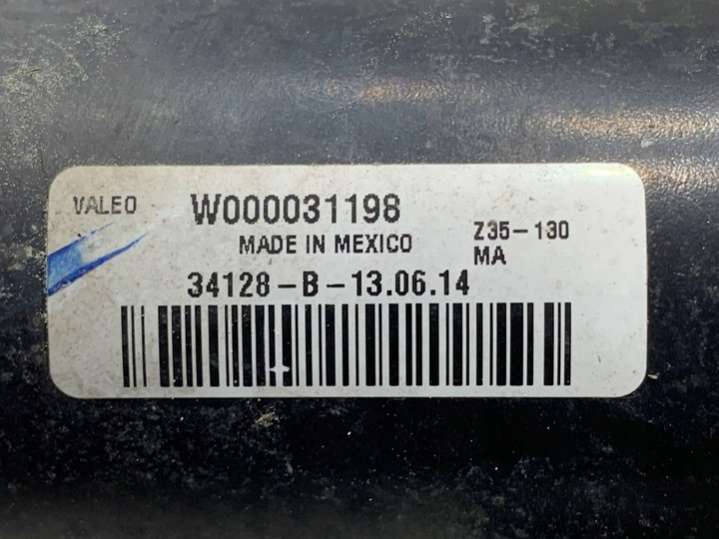 VALEO W000031198
MADE IN MEXICO Z35-130
MA
34128-B-13.06.14